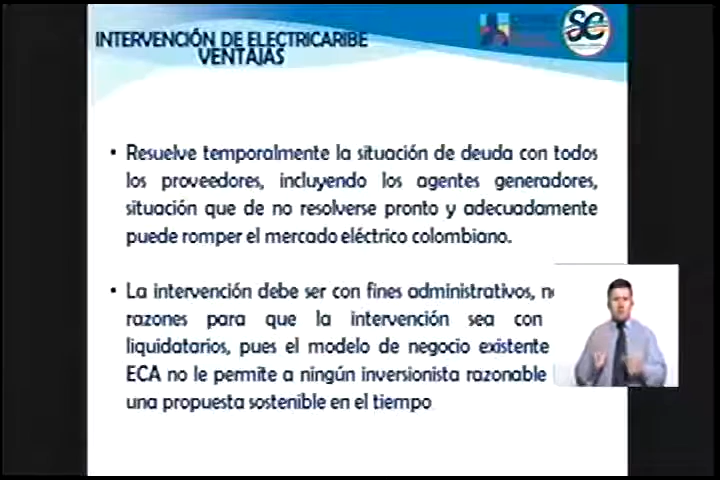 INTERVENCIÓN DE ELECTRICARIBE
VENTAJAS
SC
• Resuelve temporalmente la situación de deuda con todos
los proveedores, incluyendo los agentes generadores,
situación que de no resolverse pronto y adecuadamente
puede romper el mercado eléctrico colombiano.
• La intervención debe ser con fines administrativos,
razones para que la intervención sea con
liquidatarios, pues el modelo de negocio existente
ECA no le permite a ningún inversionista razonable
una propuesta sostenible en el tiempo